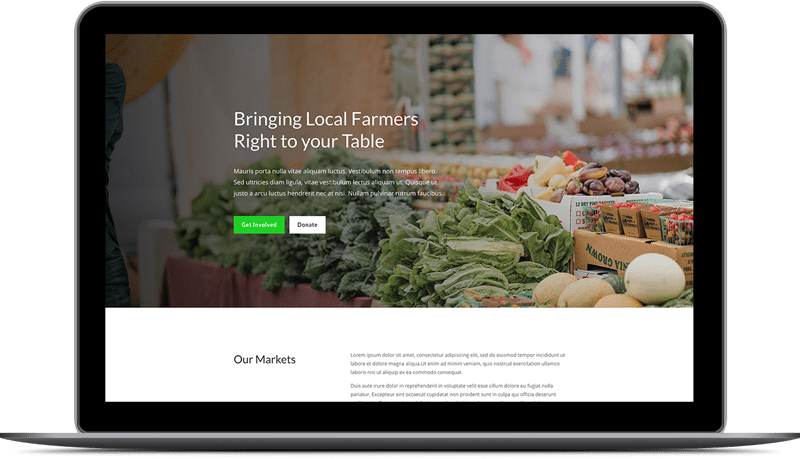 Bringing Local Farmers
Right to your Table
Mauris porta nulla vitae aliquam luctus. Vestibulum non tempus libero.
Sed ultricies diam ligula, vitae vestibulum lectus aliquam ut. Quisque ut
justo a arcu luctus hendrerit nec at nisi. Nullam pulvinar rutrum faucibus.
Get Involved
Donate
12 DRY PINT BASKETS
GROWN
Our Markets
Lorem ipsum dolor sit amet, consectetur adipisicing elit, sed do eiusmod tempor incididunt ut
labore et dolore magna aliqua.Ut enim ad minim veniam, quis nostrud exercitation ullamco
laboris nisi ut aliquip ex ea commodo consequat.
Duis aute irure dolor in reprehenderit in voluptate velit esse cillum dolore eu fugiat nulla
pariatur. Excepteur sint occaecat cupidatat non proident sunt in culpa qui officia deserunt